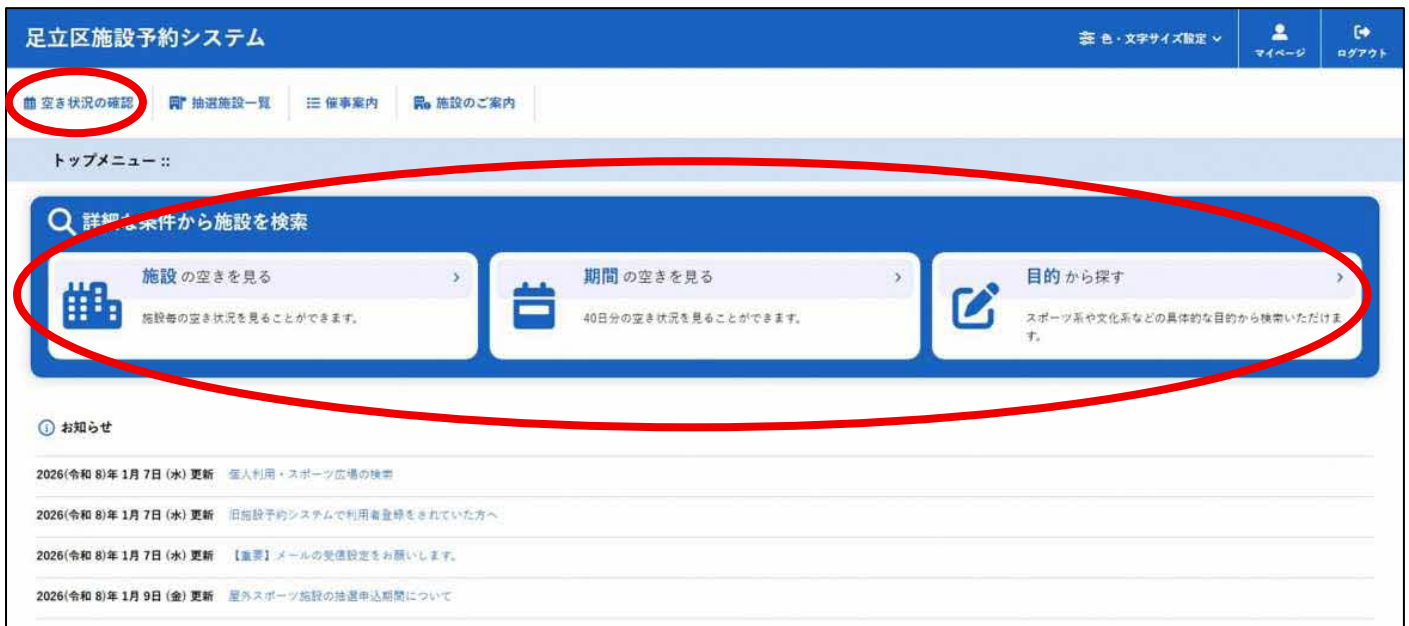 足立区施設予約システム
色・文字サイズ設定
マイページ
ログアウト
空き状況の確認
抽選施設一覧
催事案内
施設のご案内
トップメニュー ::
詳細な条件から施設を検索
施設 の空きを見る
施設毎の空き状況を見ることができます。
期間 の空きを見る
40日分の空き状況を見ることができます。
目的 から探す
スポーツ系や文化系などの具体的な目的から検索いただけま
す。
お知らせ
2026(令和 8)年 1月 7日 (水) 更新 個人利用・スポーツ広場の検索
2026(令和 8)年 1月 7日 (水) 更新 旧施設予約システムで利用者登録をされていた方へ
2026(令和 8)年 1月 7日 (水) 更新 【重要】メールの受信設定をお願いします。
2026(令和 8)年 1月 9日 (金) 更新 屋外スポーツ施設の抽選申込期間について